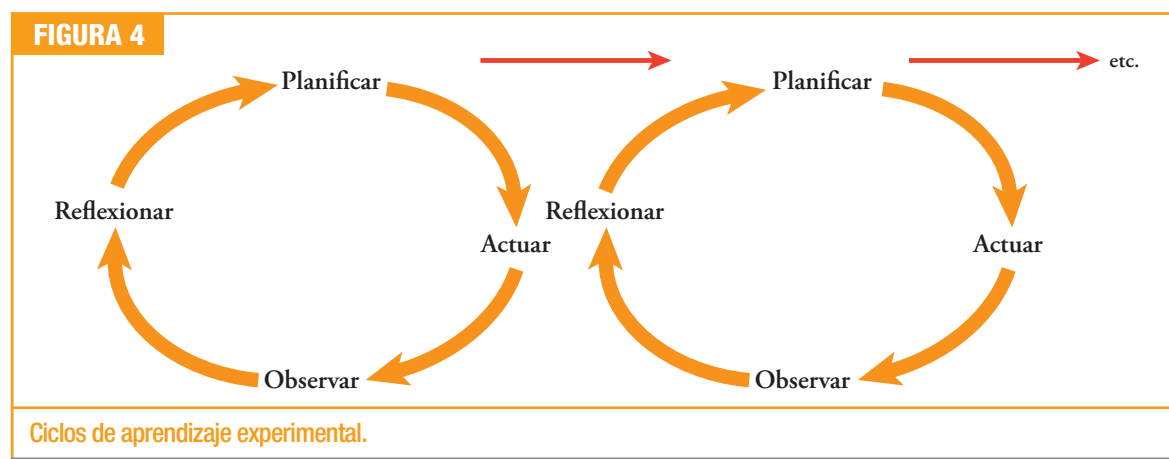 FIGURA 4
Planificar
Actuar
Observar
Reflexionar
Planificar
Actuar
Observar
Reflexionar
etc.
Ciclos de aprendizaje experimental.